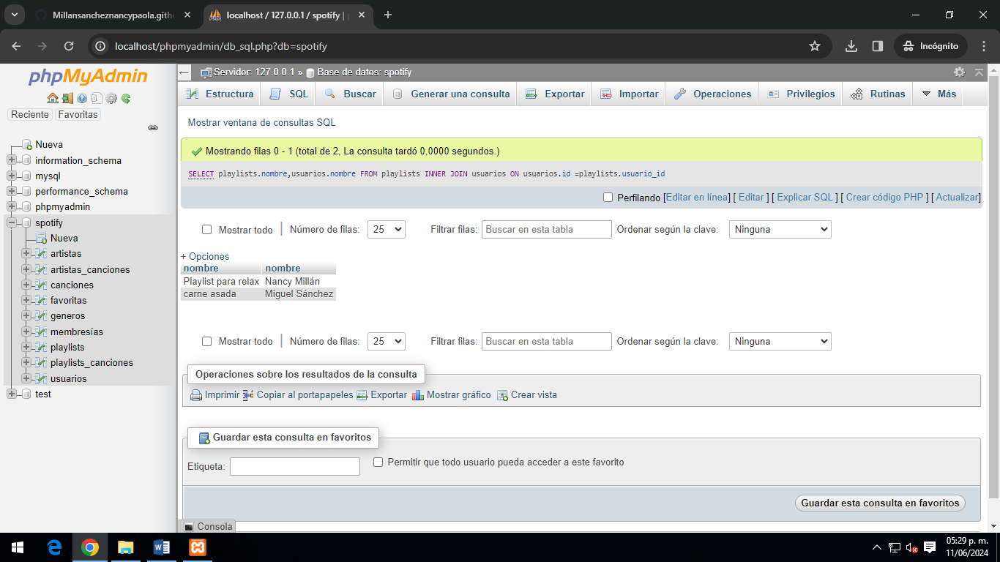 Millansancheznancypaola.github
localhost / 127.0.0.1 / spotify |
localhost/phpmyadmin/db_sql.php?db=spotify
Incógnito
phpMyAdmin
Reciente Favoritas
Nueva
information_schema
mysql
performance_schema
phpmyadmin
spotify
Nueva
artistas
artistas_canciones
canciones
favoritas
generos
membresías
playlists
playlists_canciones
usuarios
test
Servidor: 127.0.0.1 » Base de datos: spotify
Estructura SQL Buscar Generar una consulta Exportar Importar Operaciones Privilegios Rutinas Más
Mostrar ventana de consultas SQL
Mostrando filas 0 - 1 (total de 2, La consulta tardó 0,0000 segundos.)
SELECT playlists.nombre,usuarios.nombre FROM playlists INNER JOIN usuarios ON usuarios.id =playlists.usuario_id
Perfilando [Editar en línea] [ Editar ] [ Explicar SQL ] [ Crear código PHP ] [ Actualizar]
Mostrar todo | Número de filas: 25 Filtrar filas: Buscar en esta tabla Ordenar según la clave: Ninguna
+ Opciones
nombre nombre
Playlist para relax Nancy Millán
carne asada Miguel Sánchez
Mostrar todo | Número de filas: 25 Filtrar filas: Buscar en esta tabla Ordenar según la clave: Ninguna
Operaciones sobre los resultados de la consulta
Imprimir Copiar al portapapeles Exportar Mostrar gráfico Crear vista
Guardar esta consulta en favoritos
Etiqueta: Permitir que todo usuario pueda acceder a este favorito
Guardar esta consulta en favoritos
Consola
05:29 p. m.
11/06/2024